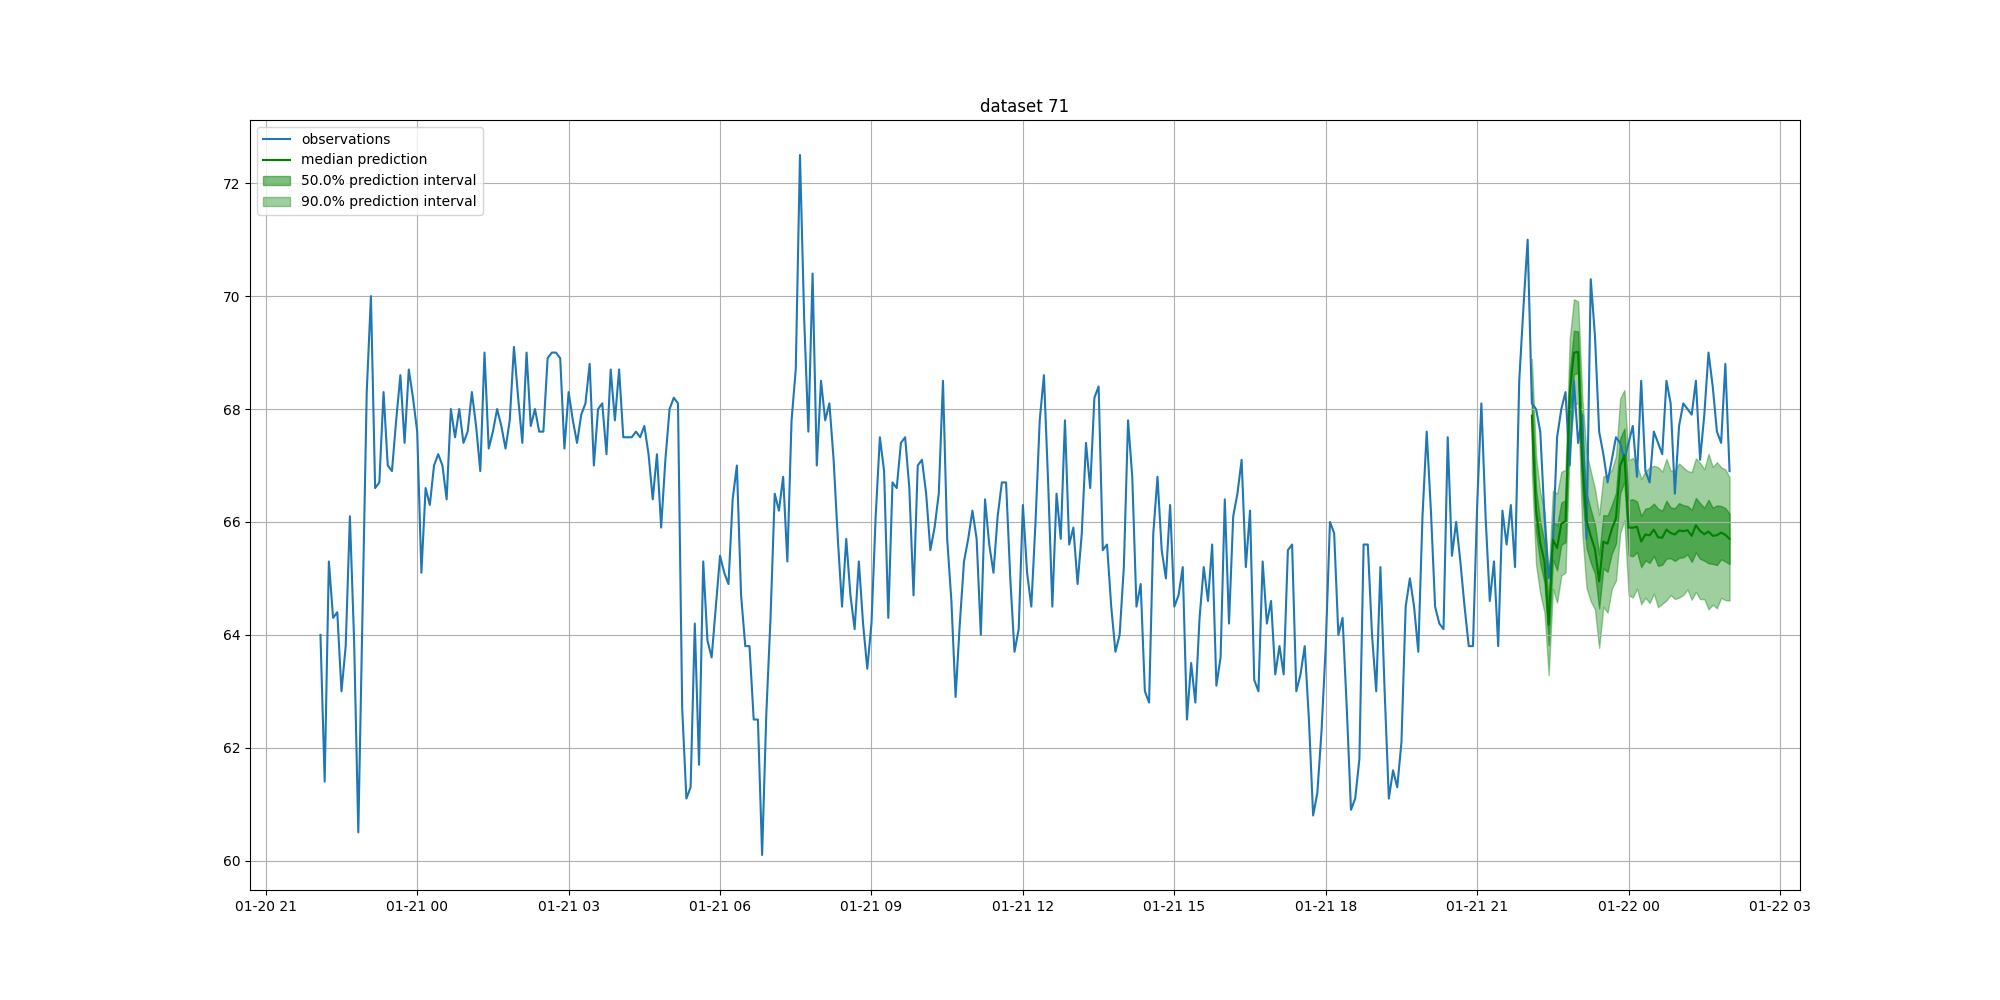 dataset 71
observations
median prediction
50.0% prediction interval
90.0% prediction interval
72
70
68
66
64
62
60
01-20 21 01-21 00 01-21 03 01-21 06 01-21 09 01-21 12 01-21 15 01-21 18 01-21 21 01-22 00 01-22 03